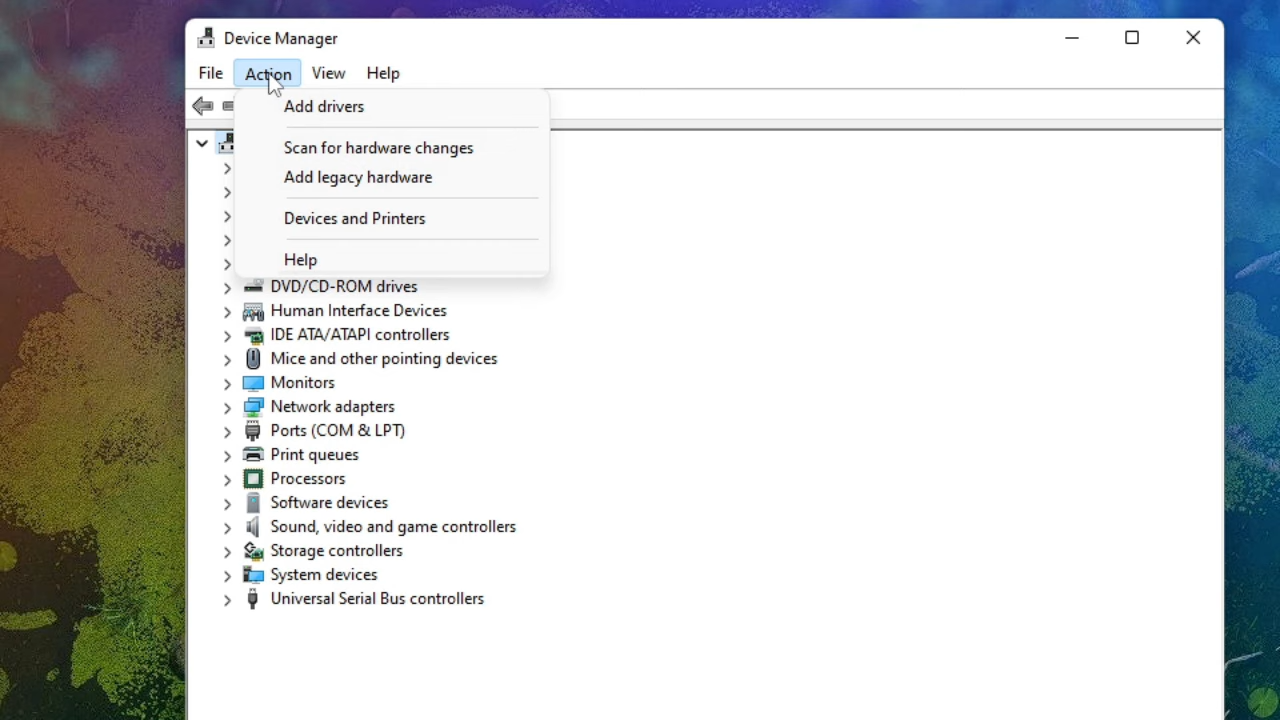 Device Manager
File Action View Help
Add drivers
Scan for hardware changes
Add legacy hardware
Devices and Printers
Help
DVD/CD-ROM drives
Human Interface Devices
IDE ATA/ATAPI controllers
Mice and other pointing devices
Monitors
Network adapters
Ports (COM & LPT)
Print queues
Processors
Software devices
Sound, video and game controllers
Storage controllers
System devices
Universal Serial Bus controllers